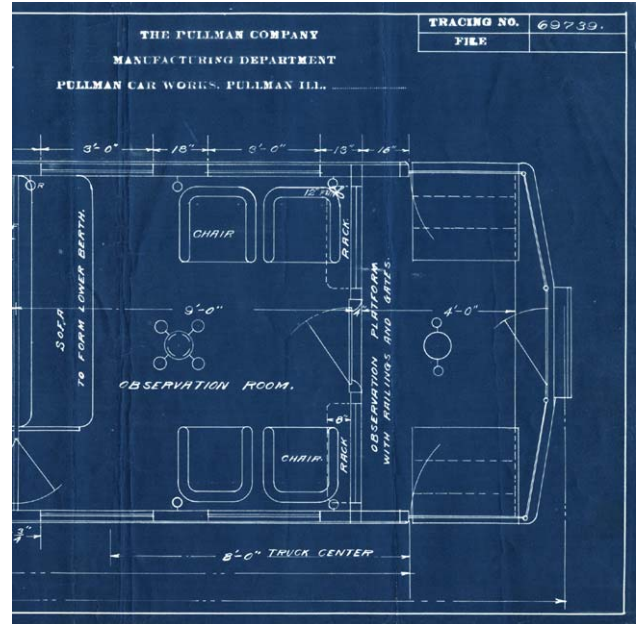 THE PULLMAN COMPANY
MANUFACTURING DEPARTMENT
PULLMAN CAR WORKS. PULLMAN ILL.
TRACING NO. 69739.
FILE
3'-0" 18" 3'-0" 13" 16"
R
CHAIR
RACK.
SOFA
TO FORM LOWER BERTH.
9'-0"
4'-0"
OBSERVATION ROOM.
OBSERVATION PLATFORM
WITH RAILINGS AND GATES.
8"
CHAIR.
RACK
8'-0" TRUCK CENTER